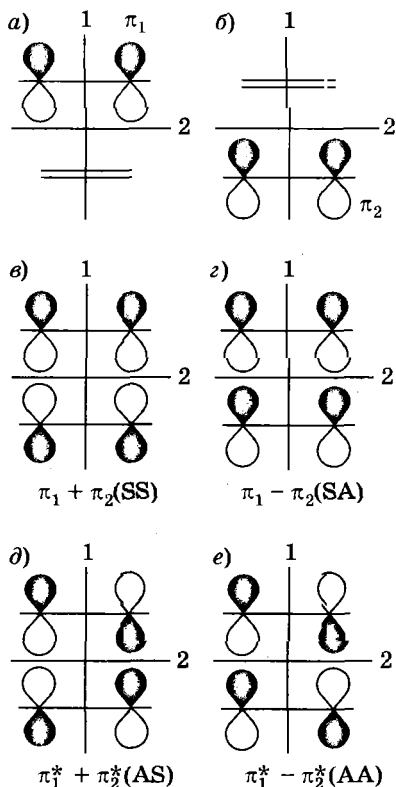 а) 1 π₁ б) 1
2 2
π₂
в) 1 г) 1
2 2
π₁ + π₂(SS) π₁ − π₂(SA)
д) 1 е) 1
2 2
π₁* + π₂*(AS) π₁* − π₂*(AA)